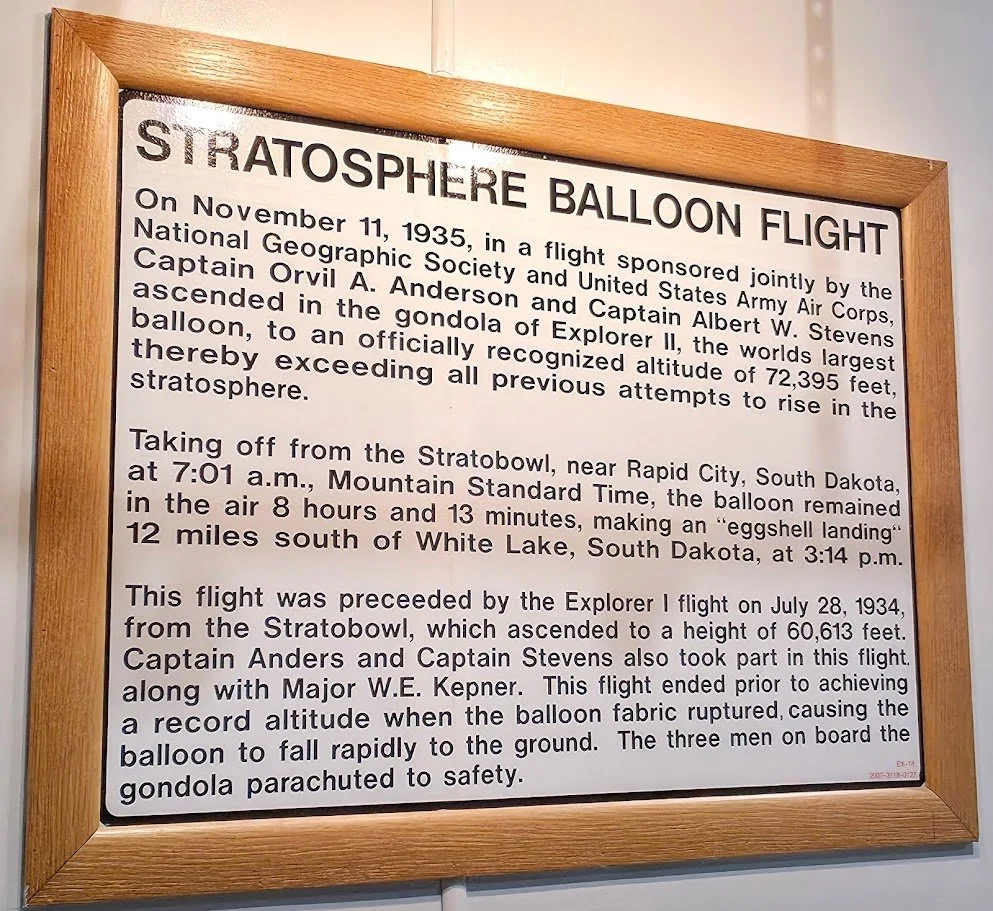 STRATOSPHERE BALLOON FLIGHT
On November 11, 1935, in a flight sponsored jointly by the
National Geographic Society and United States Army Air Corps,
Captain Orvil A. Anderson and Captain Albert W. Stevens
ascended in the gondola of Explorer II, the worlds largest
balloon, to an officially recognized altitude of 72,395 feet,
thereby exceeding all previous attempts to rise in the
stratosphere.
Taking off from the Stratobowl, near Rapid City, South Dakota,
at 7:01 a.m., Mountain Standard Time, the balloon remained
in the air 8 hours and 13 minutes, making an “eggshell landing“
12 miles south of White Lake, South Dakota, at 3:14 p.m.
This flight was preceeded by the Explorer I flight on July 28, 1934,
from the Stratobowl, which ascended to a height of 60,613 feet.
Captain Anders and Captain Stevens also took part in this flight,
along with Major W.E. Kepner. This flight ended prior to achieving
a record altitude when the balloon fabric ruptured, causing the
balloon to fall rapidly to the ground. The three men on board the
gondola parachuted to safety.